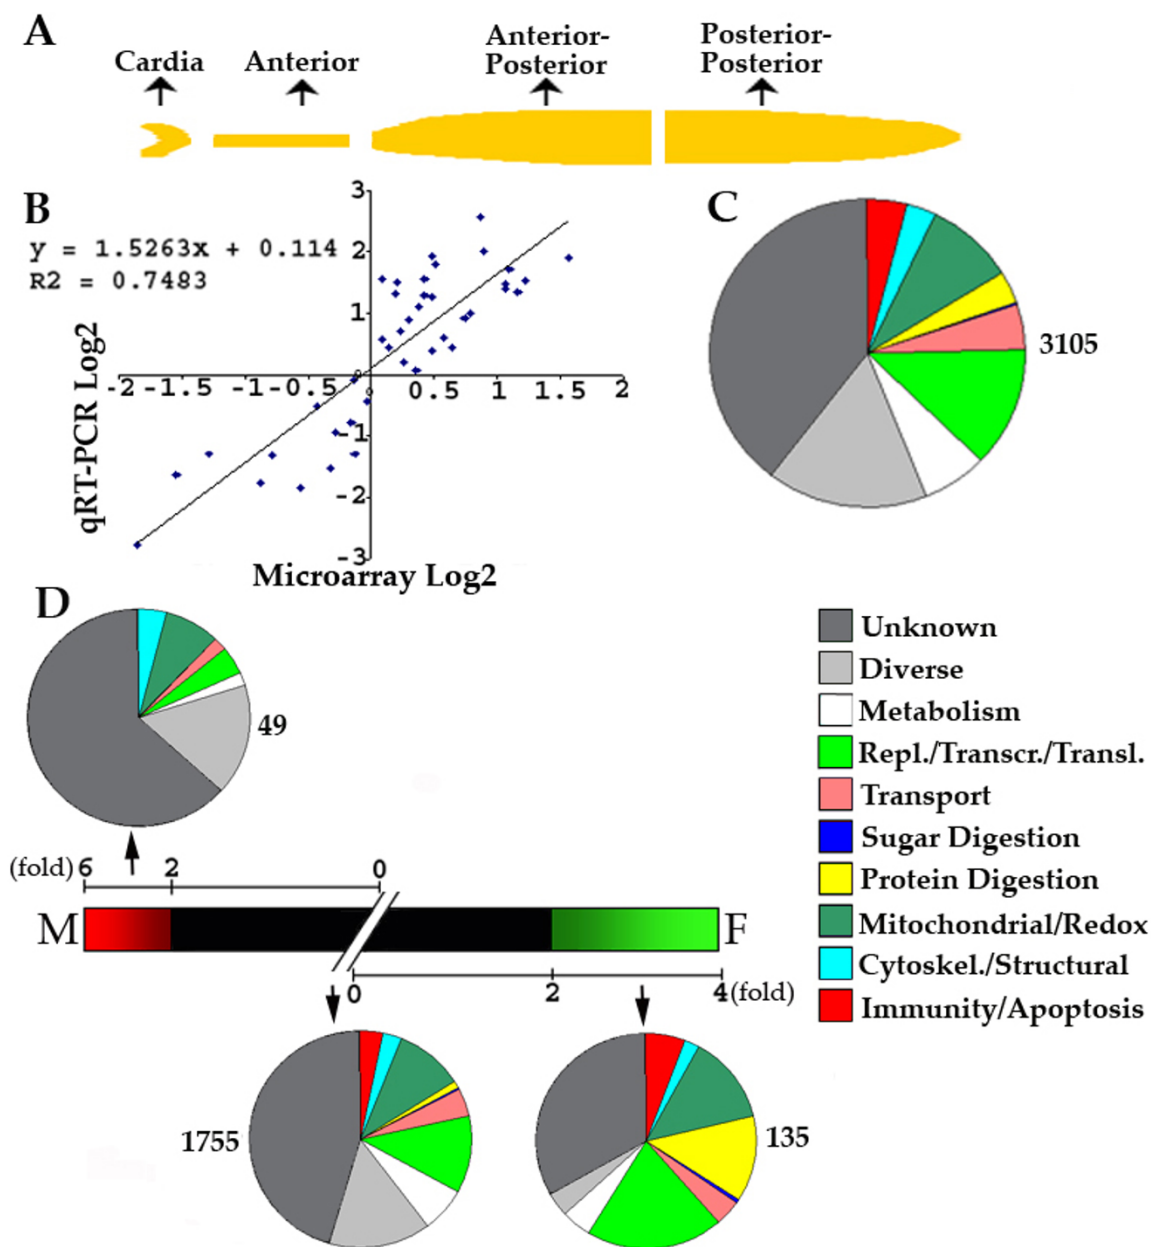 A
Cardia
Anterior
Anterior-
Posterior
Posterior-
Posterior
B
y = 1.5263x + 0.114
R2 = 0.7483
qRT-PCR Log2
3
2
1
0
-1
-2
-3
-2 -1.5 -1 -0.5 0 0.5 1 1.5 2
Microarray Log2
C
3105
D
49
(fold) 6 2 0
M F
0 2 4 (fold)
1755
135
Unknown
Diverse
Metabolism
Repl./Transcr./Transl.
Transport
Sugar Digestion
Protein Digestion
Mitochondrial/Redox
Cytoskel./Structural
Immunity/Apoptosis